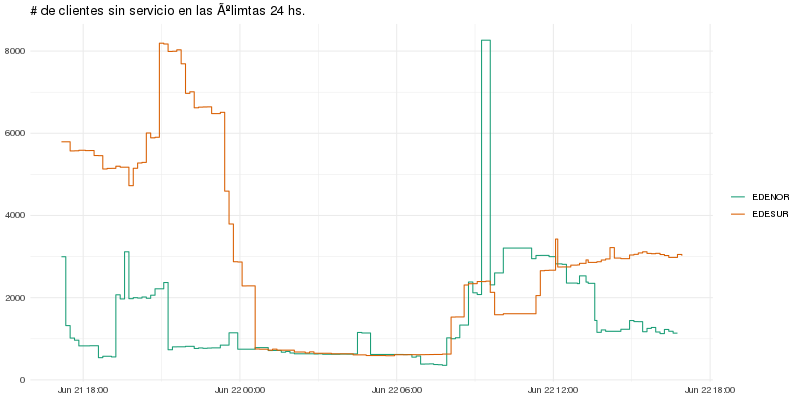 # de clientes sin servicio en las Ãºlimtas 24 hs.
8000
6000
4000
2000
0
Jun 21 18:00
Jun 22 00:00
Jun 22 06:00
Jun 22 12:00
Jun 22 18:00
EDENOR
EDESUR